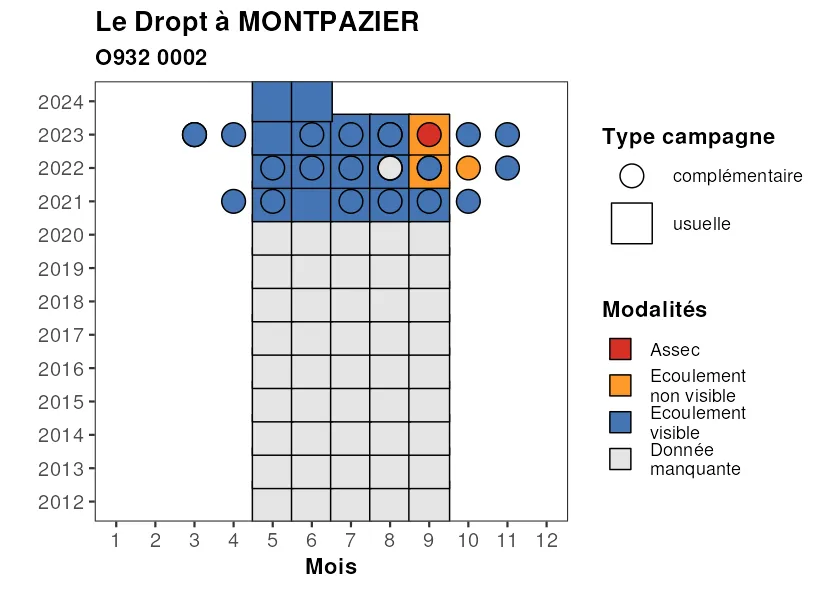 Le Dropt à MONTPAZIER
O932 0002
2024
2023
2022
2021
2020
2019
2018
2017
2016
2015
2014
2013
2012
1 2 3 4 5 6 7 8 9 10 11 12
Mois
Type campagne
complémentaire
usuelle
Modalités
Assec
Ecoulement
non visible
Ecoulement
visible
Donnée
manquante